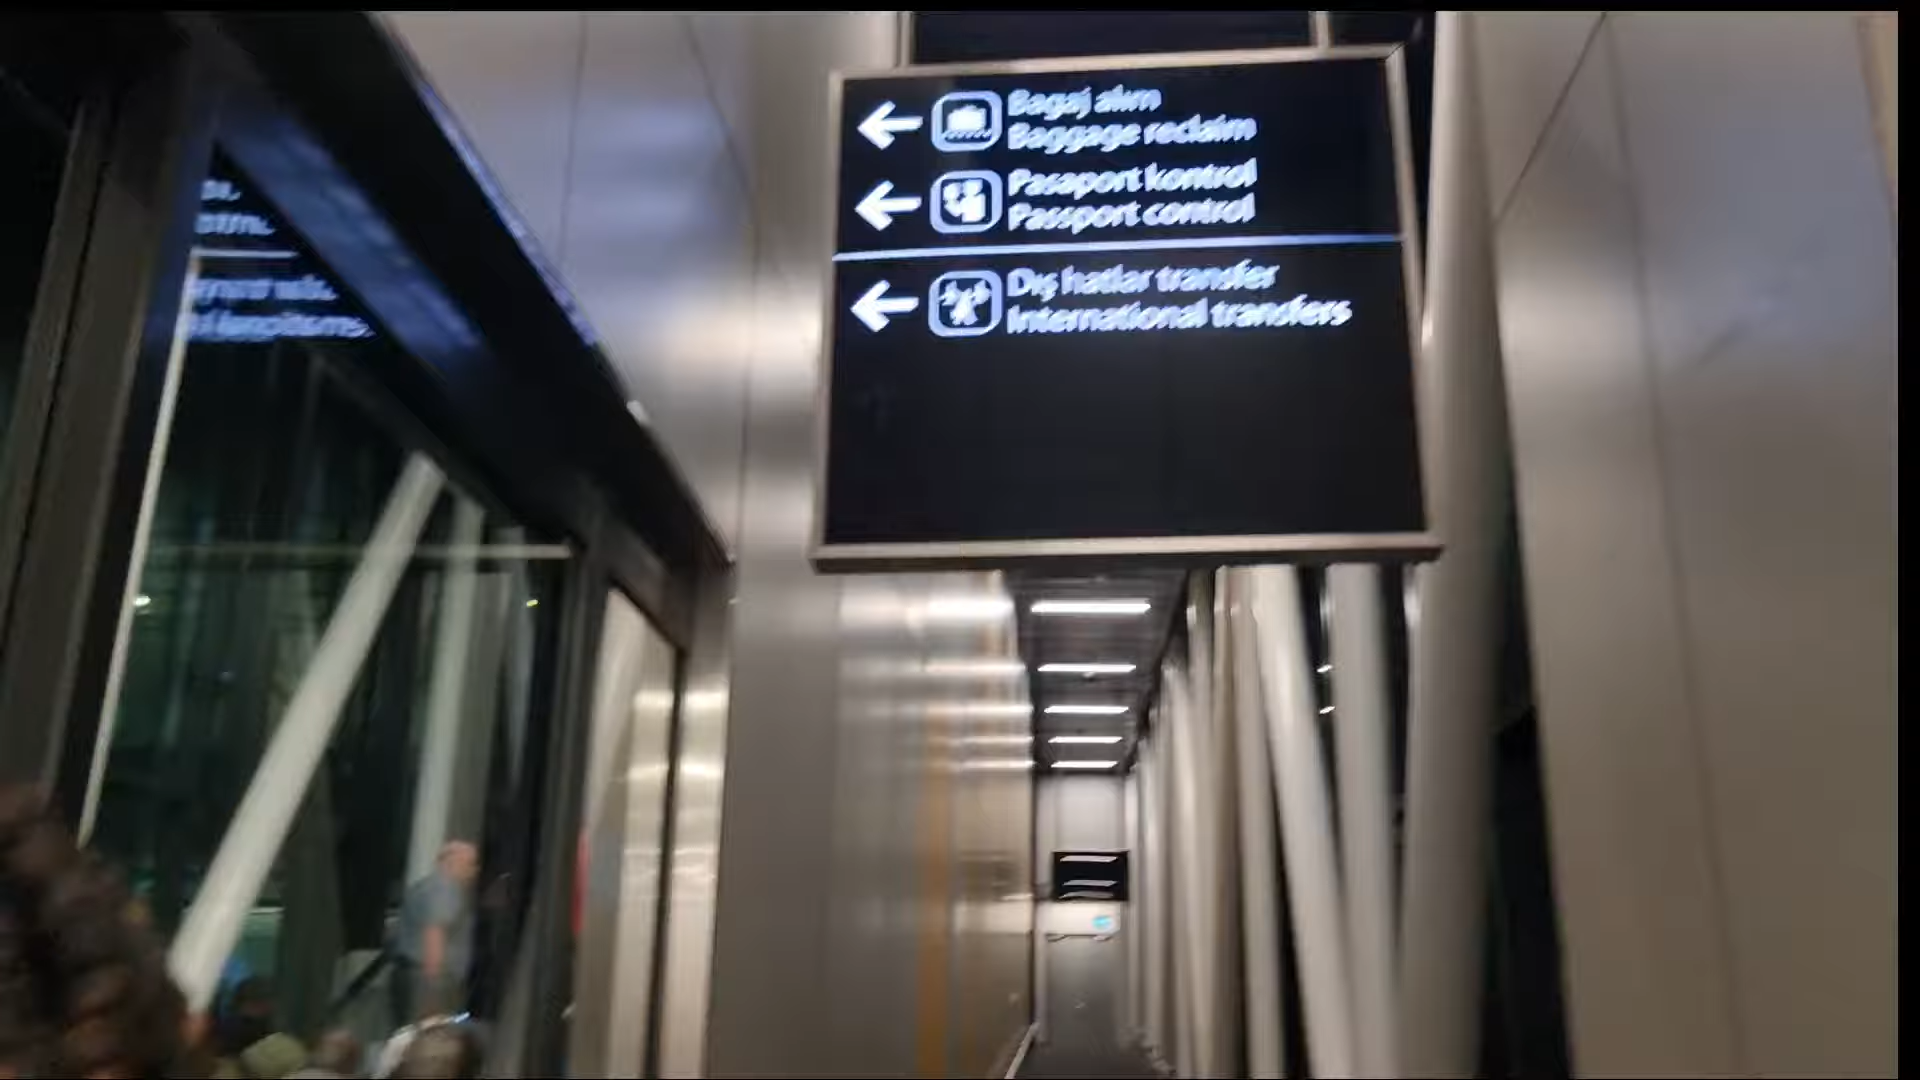 Bagaj alım
Baggage reclaim
Pasaport kontrol
Passport control
Dış hatlar transfer
International transfers